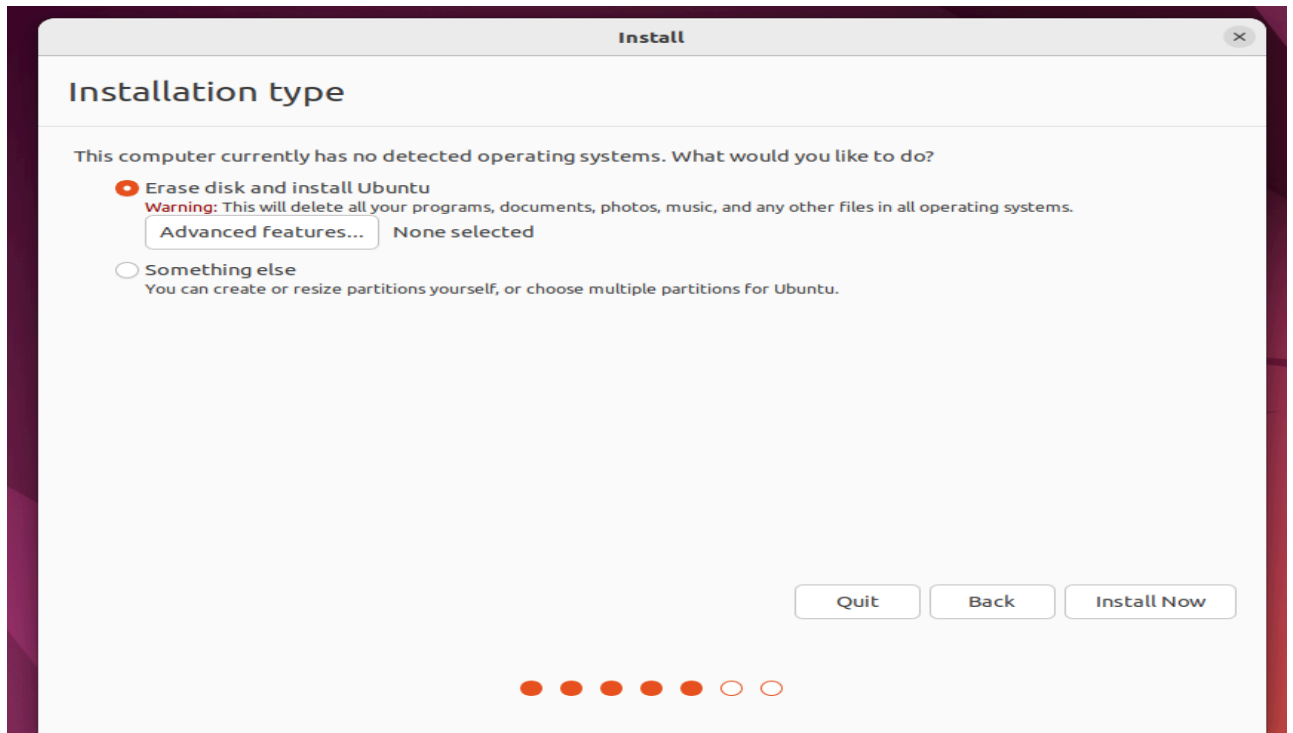 Install
Installation type
This computer currently has no detected operating systems. What would you like to do?
Erase disk and install Ubuntu
Warning: This will delete all your programs, documents, photos, music, and any other files in all operating systems.
Advanced features... None selected
Something else
You can create or resize partitions yourself, or choose multiple partitions for Ubuntu.
Quit Back Install Now